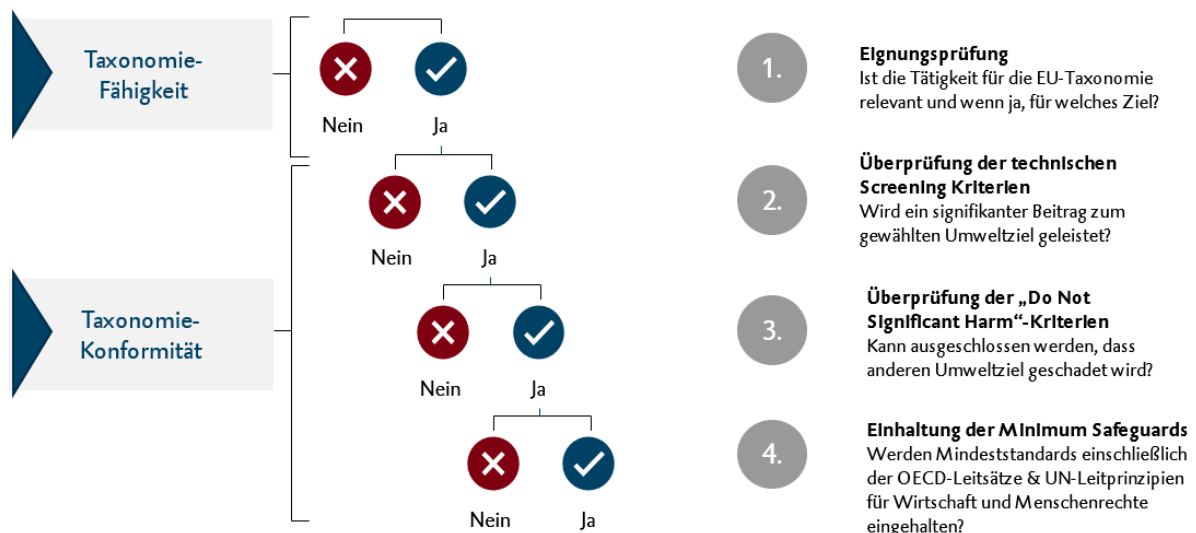 Taxonomie-
Fähigkeit
Nein
Ja
1.
Eignungsprüfung
Ist die Tätigkeit für die EU-Taxonomie
relevant und wenn ja, für welches Ziel?
Nein
Ja
2.
Überprüfung der technischen
Screening Kriterien
Wird ein signifikanter Beitrag zum
gewählten Umweltziel geleistet?
Taxonomie-
Konformität
Nein
Ja
3.
Überprüfung der „Do Not
Significant Harm“-Kriterien
Kann ausgeschlossen werden, dass
anderen Umweltziel geschadet wird?
Nein
Ja
4.
Einhaltung der Minimum Safeguards
Werden Mindeststandards einschließlich
der OECD-Leitsätze & UN-Leitprinzipien
für Wirtschaft und Menschenrechte
eingehalten?